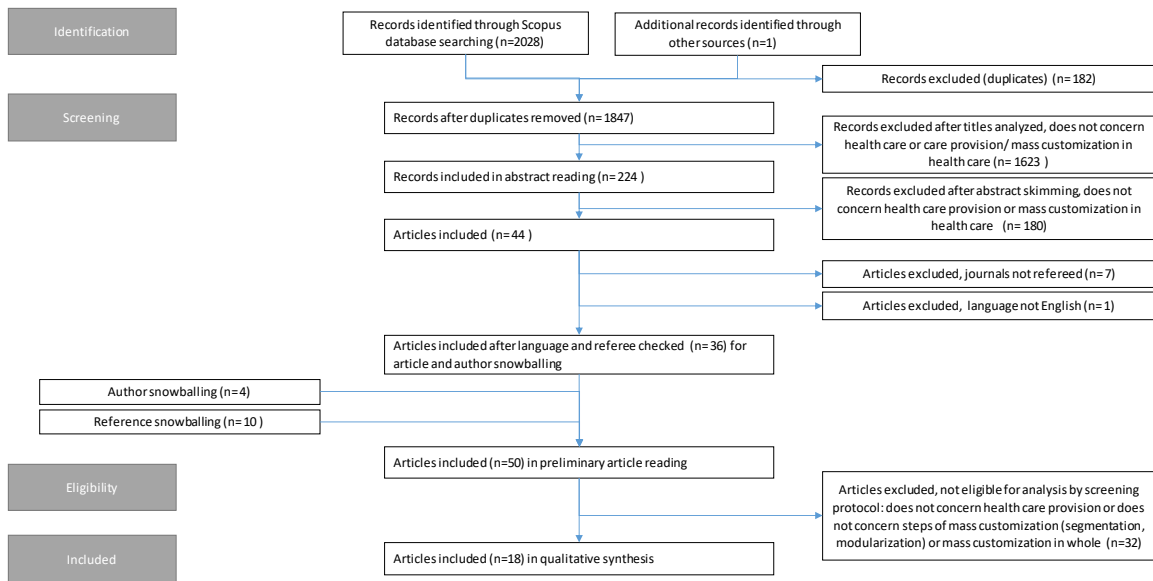 Identification
Records identified through Scopus
database searching (n=2028)
Additional records identified through
other sources (n=1)
Records excluded (duplicates) (n=182)
Screening
Records after duplicates removed (n=1847)
Records excluded after titles analyzed, does not concern
health care or care provision/ mass customization in
health care (n= 1623 )
Records included in abstract reading (n=224 )
Records excluded after abstract skimming, does not
concern health care provision or mass customization in
health care (n=180)
Articles included (n=44 )
Articles excluded, journals not refereed (n=7)
Articles excluded, language not English (n=1)
Articles included after language and referee checked (n=36) for
article and author snowballing
Author snowballing (n=4)
Reference snowballing (n=10 )
Articles included (n=50) in preliminary article reading
Eligibility
Articles excluded, not eligible for analysis by screening
protocol: does not concern health care provision or does
not concern steps of mass customization (segmentation,
modularization) or mass customization in whole (n=32)
Included
Articles included (n=18) in qualitative synthesis